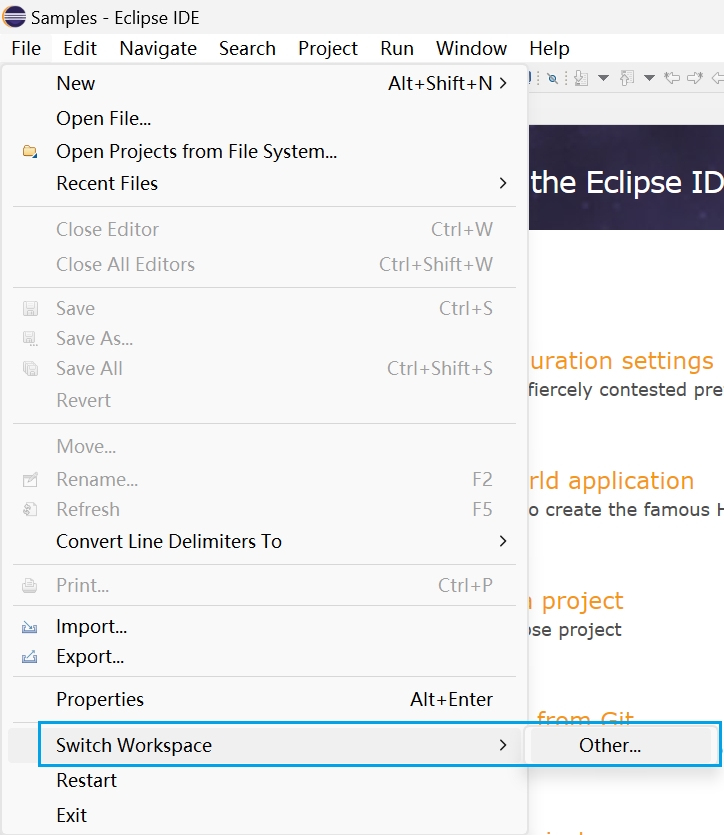 Samples - Eclipse IDE
File Edit Navigate Search Project Run Window Help
New Alt+Shift+N
Open File...
Open Projects from File System...
Recent Files
the Eclipse ID
Close Editor Ctrl+W
Close All Editors Ctrl+Shift+W
Save Ctrl+S
Save As...
Save All Ctrl+Shift+S
uration settings
fiercely contested pre
Revert
Move...
Rename... F2
rld application
Refresh F5
o create the famous H
Convert Line Delimiters To
Print... Ctrl+P
project
Import...
ose project
Export...
Properties Alt+Enter
from Git
Switch Workspace Other...
Restart
Exit